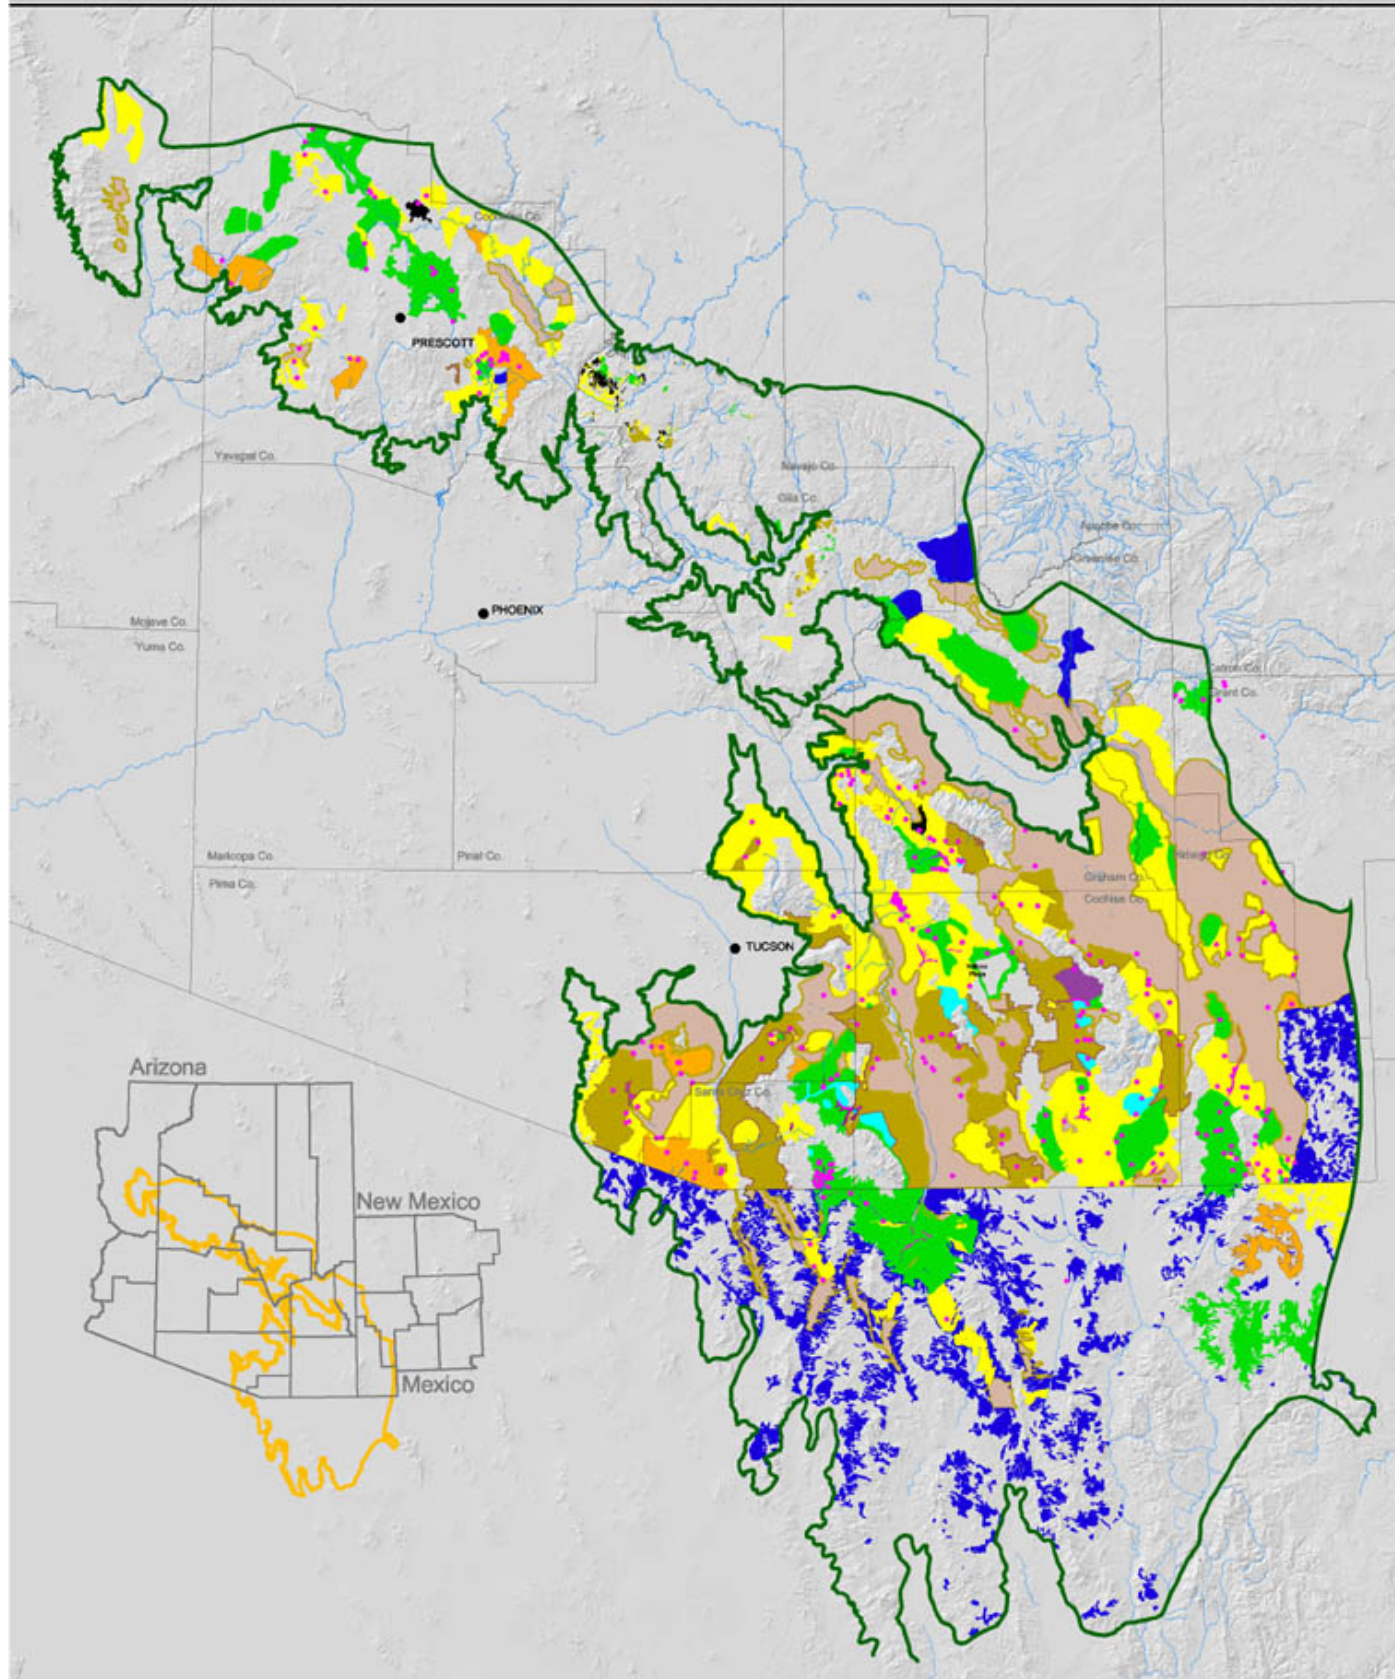 Coconino Co.
PRESCOTT
Yavapai Co.
Navajo Co.
Gila Co.
Apache Co.
Greenlee Co.
PHOENIX
Mojave Co.
Yuma Co.
Catron Co.
Grant Co.
Maricopa Co.
Pinal Co.
Hidalgo Co.
Pima Co.
Graham Co.
Cochise Co.
TUCSON
Arizona
Santa Cruz Co.
New Mexico
Mexico